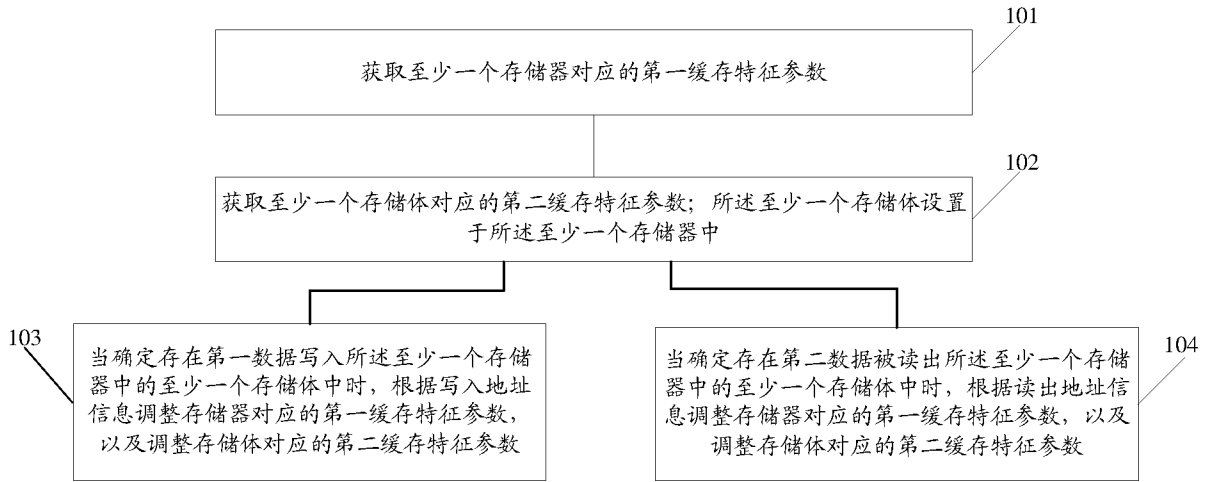 101
获取至少一个存储器对应的第一缓存特征参数
102
获取至少一个存储体对应的第二缓存特征参数；所述至少一个存储体设置
于所述至少一个存储器中
103
当确定存在第一数据写入所述至少一个存储
器中的至少一个存储体中时，根据写入地址
信息调整存储器对应的第一缓存特征参数，
以及调整存储体对应的第二缓存特征参数
104
当确定存在第二数据被读出所述至少一个存储
器中的至少一个存储体中时，根据读出地址信
息调整存储器对应的第一缓存特征参数，以及
调整存储体对应的第二缓存特征参数